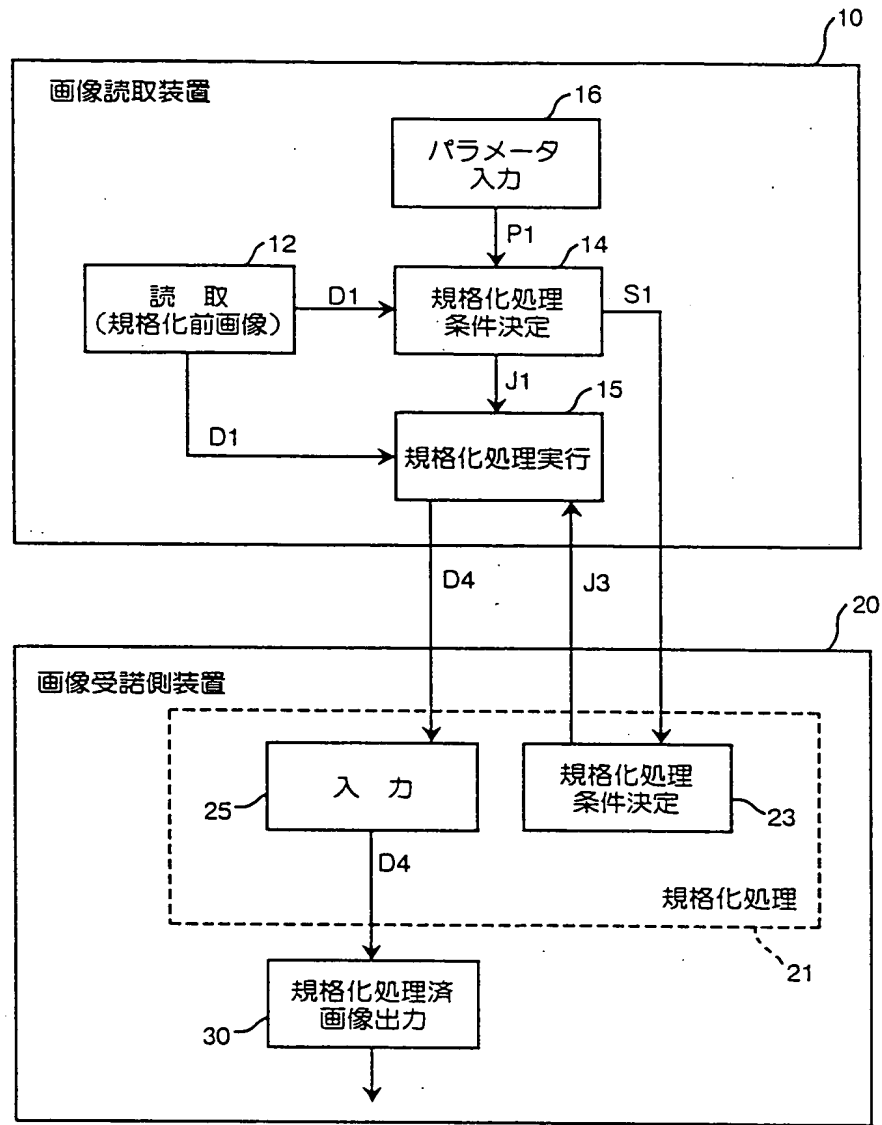 10
画像読取装置
16
パラメータ
入力
P1
12
14
読 取
(規格化前画像)
D1
規格化処理
条件決定
S1
J1
15
D1
規格化処理実行
D4
J3
20
画像受諾側装置
入 力
規格化処理
条件決定
25
23
D4
規格化処理
21
規格化処理済
画像出力
30